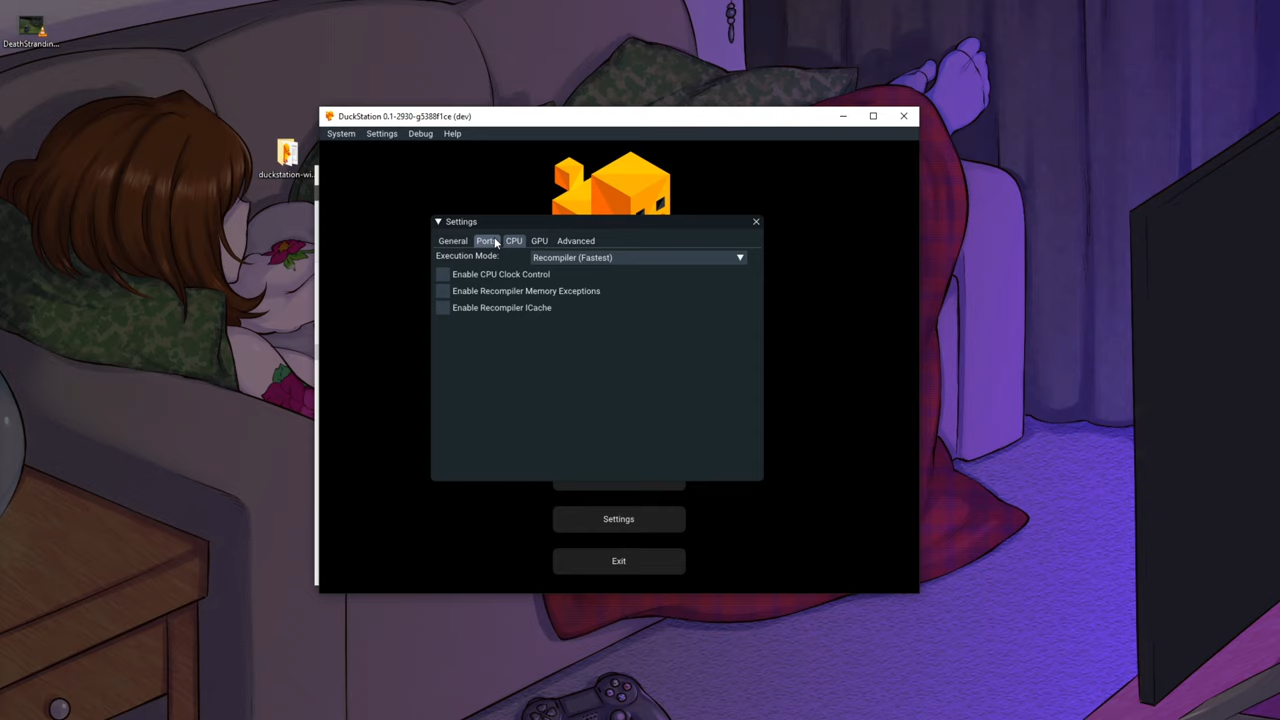 DeathStrandin...
duckstation-wi...
DuckStation 0.1-2930-g5388f1ce (dev)
System Settings Debug Help
Settings
General Ports CPU GPU Advanced
Execution Mode: Recompiler (Fastest)
Enable CPU Clock Control
Enable Recompiler Memory Exceptions
Enable Recompiler ICache
Settings
Exit